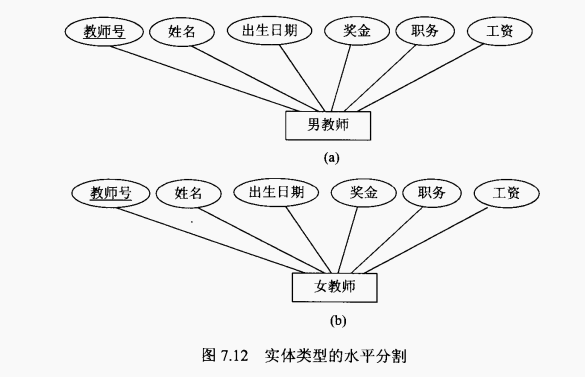 教师号 姓名 出生日期 奖金 职务 工资
男教师
(a)
教师号 姓名 出生日期 奖金 职务 工资
女教师
(b)
图 7.12 实体类型的水平分割